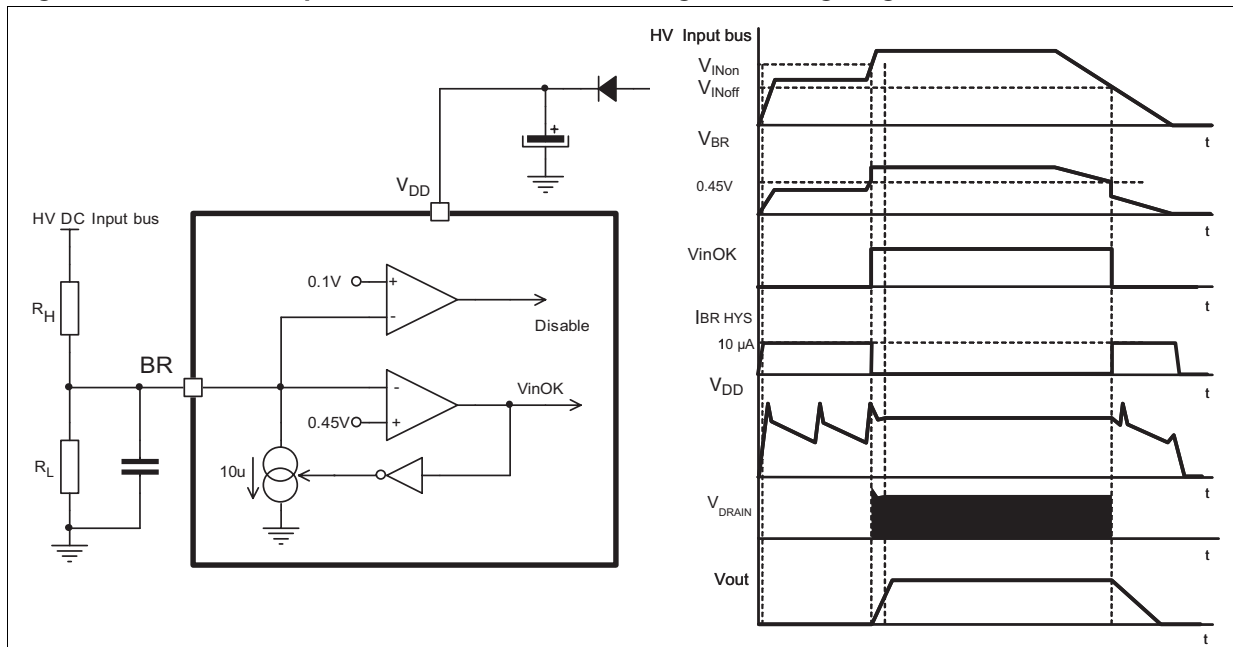 V_DD
HV DC Input bus
R_H
BR
R_L
0.1V
+
-
Disable
-
VinOK
0.45V
+
10u
+
HV Input bus
V_INon
V_INoff
t
V_BR
0.45V
t
VinOK
t
I_BR HYS
10 µA
t
V_DD
t
V_DRAIN
t
Vout
t